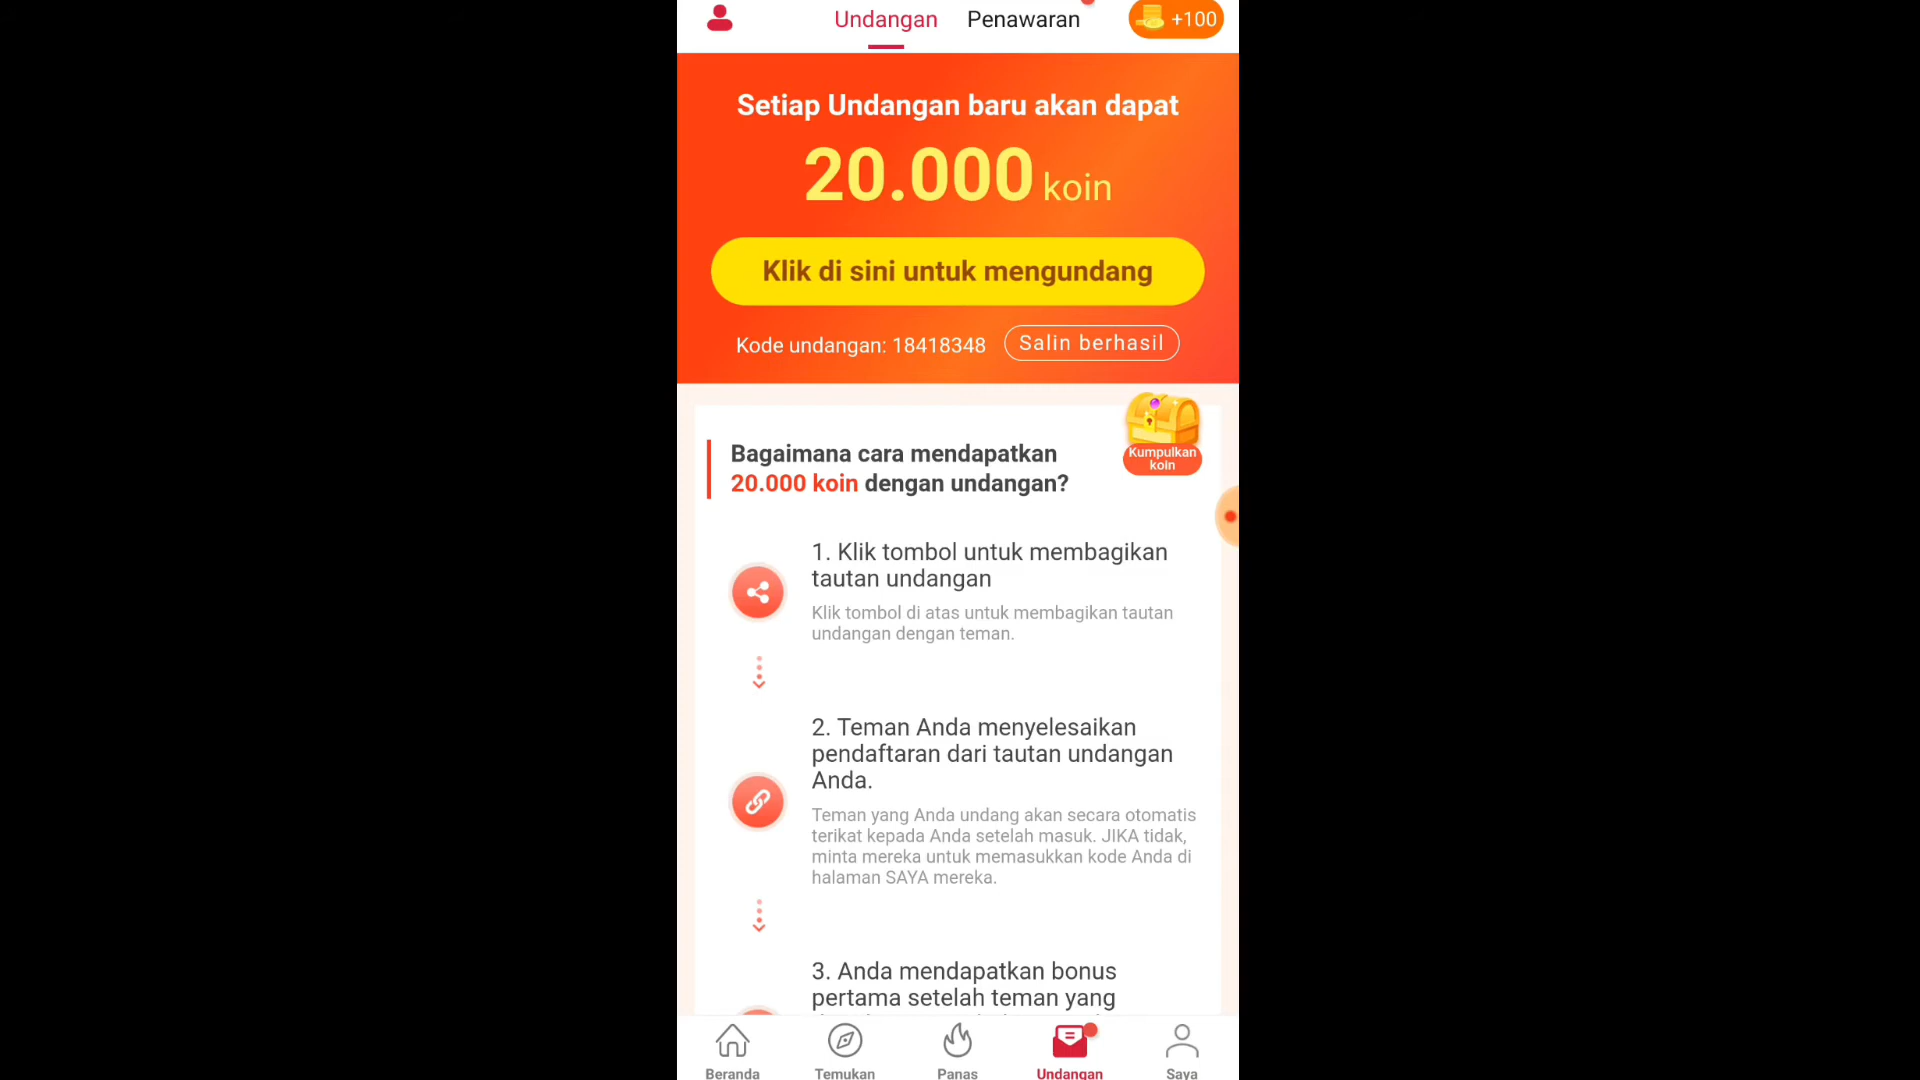 Undangan Penawaran +100
Setiap Undangan baru akan dapat
20.000 koin
Klik di sini untuk mengundang
Kode undangan: 18418348 Salin berhasil
Kumpulkan
koin
Bagaimana cara mendapatkan
20.000 koin dengan undangan?
1. Klik tombol untuk membagikan
tautan undangan
Klik tombol di atas untuk membagikan tautan
undangan dengan teman.
2. Teman Anda menyelesaikan
pendaftaran dari tautan undangan
Anda.
Teman yang Anda undang akan secara otomatis
terikat kepada Anda setelah masuk. JIKA tidak,
minta mereka untuk memasukkan kode Anda di
halaman SAYA mereka.
3. Anda mendapatkan bonus
pertama setelah teman yang
Beranda Temukan Panas Undangan Saya